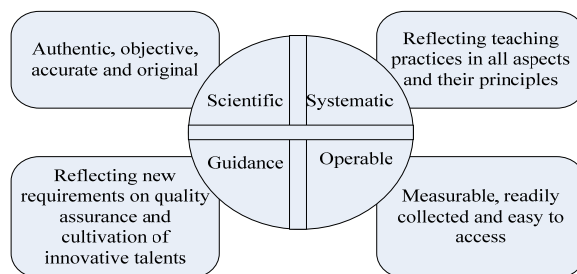 Authentic, objective,
accurate and original
Reflecting teaching
practices in all aspects
and their principles
Scientific
Systematic
Guidance
Operable
Reflecting new
requirements on quality
assurance and
cultivation of
innovative talents
Measurable, readily
collected and easy to
access